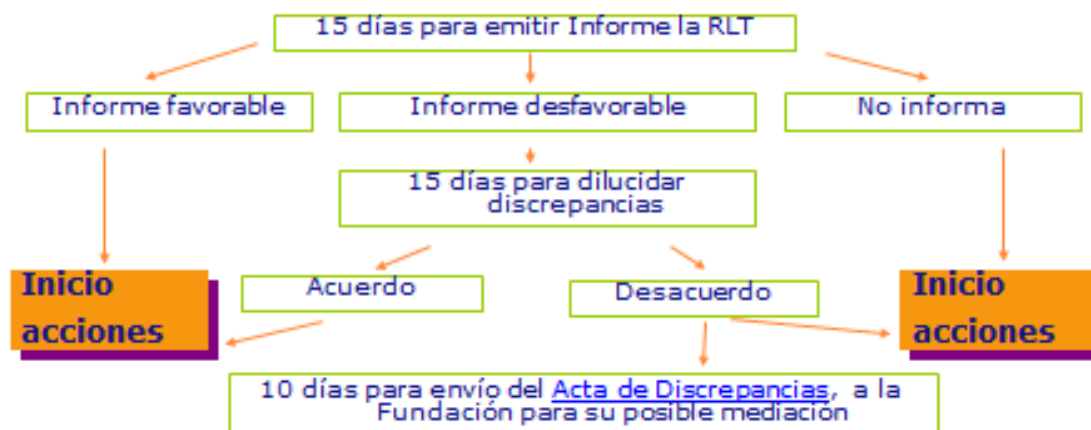 15 días para emitir Informe la RLT
Informe favorable
Informe desfavorable
No informa
15 días para dilucidar
discrepancias
Inicio
acciones
Acuerdo
Desacuerdo
Inicio
acciones
10 días para envío del Acta de Discrepancias, a la
Fundación para su posible mediación